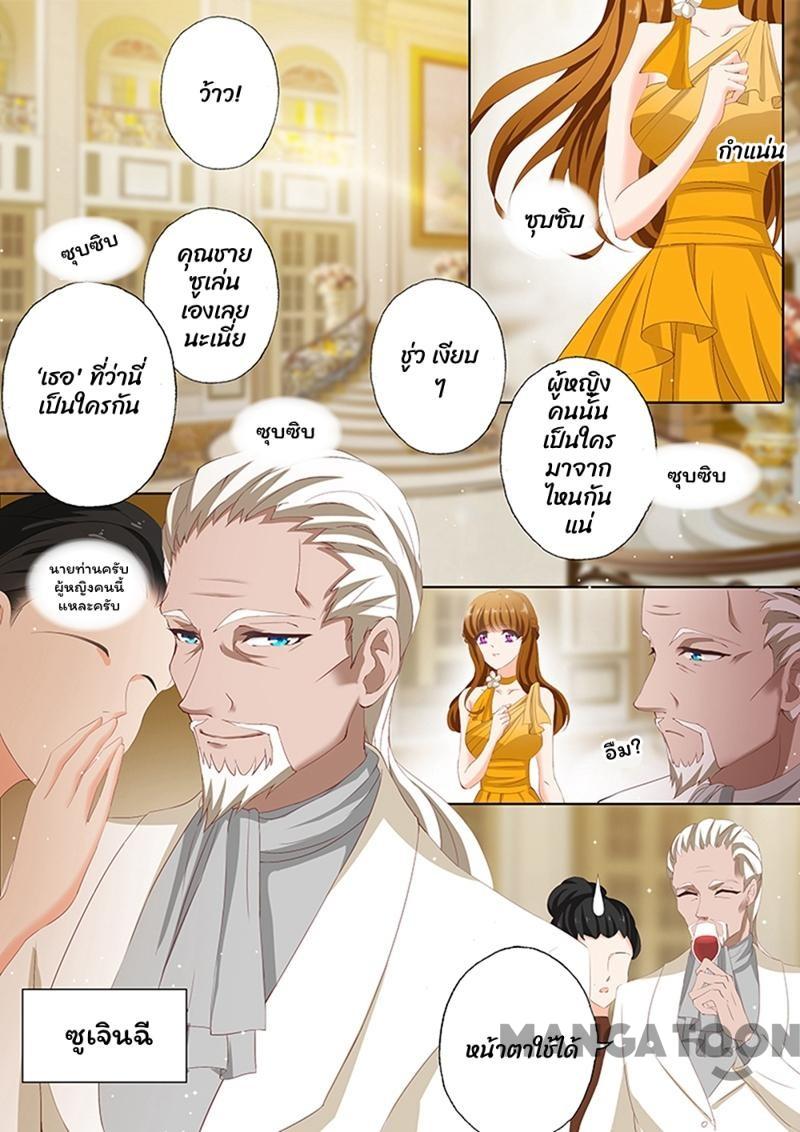 ว้าว!
กำแน่น
ซุบซิบ
ซุบซิบ
คุณชาย
ซูเล่น
เองเลย
นะเนี่ย
'เธอ' ที่ว่านี่
เป็นใครกัน
ชู่ว เงียบ
ๆ
ผู้หญิง
คนนั้น
เป็นใคร
มาจาก
ไหนกัน
แน่
ซุบซิบ
ซุบซิบ
นายท่านครับ
ผู้หญิงคนนี้
แหละครับ
อืม?
ซูเจินฉี
หน้าตาใช้ได้
MANGATOON